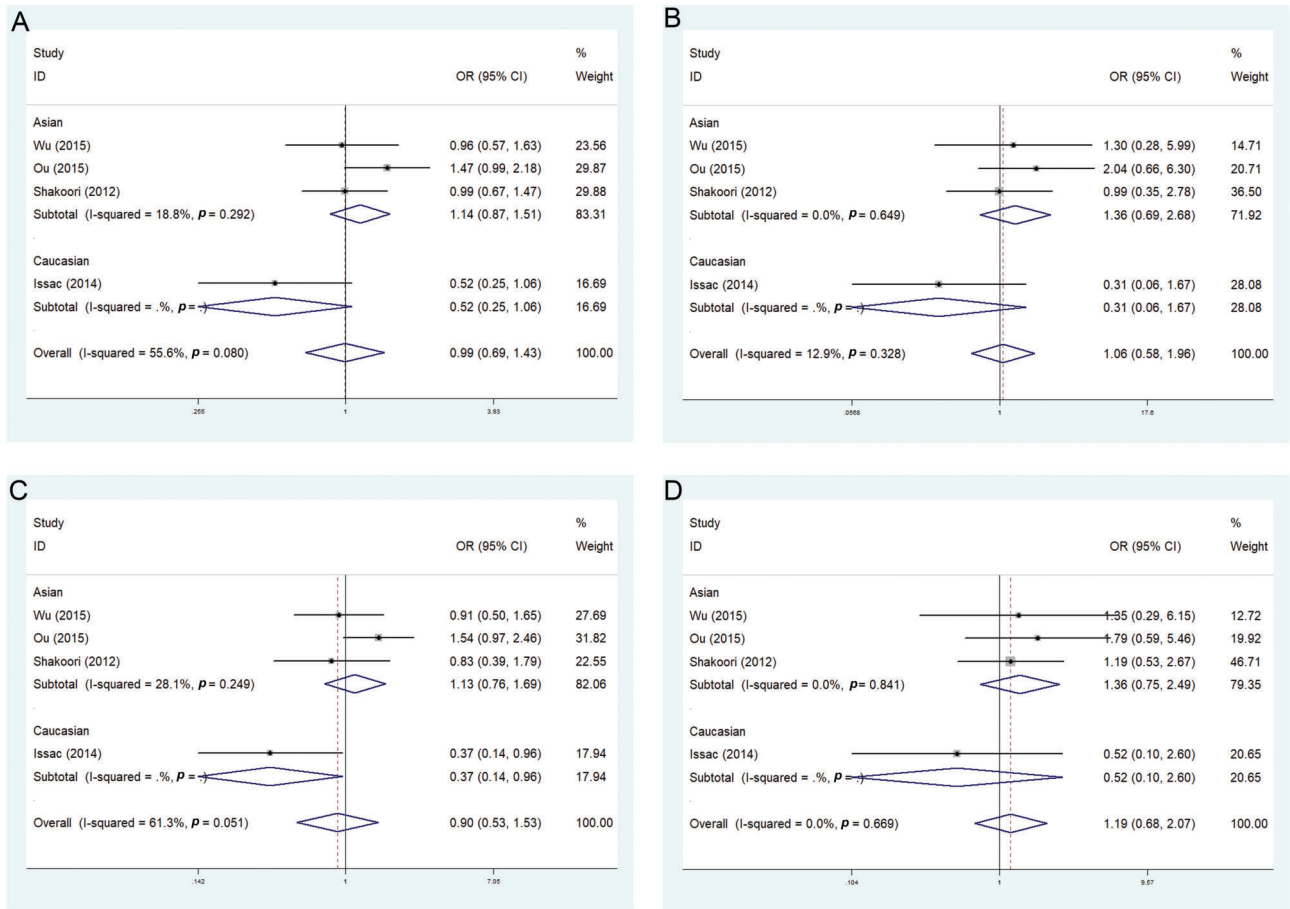 A
Study %
ID OR (95% CI) Weight
Asian
Wu (2015) 0.96 (0.57, 1.63) 23.56
Ou (2015) 1.47 (0.99, 2.18) 29.87
Shakoori (2012) 0.99 (0.67, 1.47) 29.88
Subtotal (I-squared = 18.8%, p = 0.292) 1.14 (0.87, 1.51) 83.31
.
Caucasian
Issac (2014) 0.52 (0.25, 1.06) 16.69
Subtotal (I-squared = .%, p = .) 0.52 (0.25, 1.06) 16.69
.
Overall (I-squared = 55.6%, p = 0.080) 0.99 (0.69, 1.43) 100.00
.255 1 3.93
B
Study %
ID OR (95% CI) Weight
Asian
Wu (2015) 1.30 (0.28, 5.99) 14.71
Ou (2015) 2.04 (0.66, 6.30) 20.71
Shakoori (2012) 0.99 (0.35, 2.78) 36.50
Subtotal (I-squared = 0.0%, p = 0.649) 1.36 (0.69, 2.68) 71.92
.
Caucasian
Issac (2014) 0.31 (0.06, 1.67) 28.08
Subtotal (I-squared = .%, p = .) 0.31 (0.06, 1.67) 28.08
.
Overall (I-squared = 12.9%, p = 0.328) 1.06 (0.58, 1.96) 100.00
.0568 1 17.6
C
Study %
ID OR (95% CI) Weight
Asian
Wu (2015) 0.91 (0.50, 1.65) 27.69
Ou (2015) 1.54 (0.97, 2.46) 31.82
Shakoori (2012) 0.83 (0.39, 1.79) 22.55
Subtotal (I-squared = 28.1%, p = 0.249) 1.13 (0.76, 1.69) 82.06
.
Caucasian
Issac (2014) 0.37 (0.14, 0.96) 17.94
Subtotal (I-squared = .%, p = .) 0.37 (0.14, 0.96) 17.94
.
Overall (I-squared = 61.3%, p = 0.051) 0.90 (0.53, 1.53) 100.00
.142 1 7.05
D
Study %
ID OR (95% CI) Weight
Asian
Wu (2015) 1.35 (0.29, 6.15) 12.72
Ou (2015) 1.79 (0.59, 5.46) 19.92
Shakoori (2012) 1.19 (0.53, 2.67) 46.71
Subtotal (I-squared = 0.0%, p = 0.841) 1.36 (0.75, 2.49) 79.35
.
Caucasian
Issac (2014) 0.52 (0.10, 2.60) 20.65
Subtotal (I-squared = .%, p = .) 0.52 (0.10, 2.60) 20.65
.
Overall (I-squared = 0.0%, p = 0.669) 1.19 (0.68, 2.07) 100.00
.104 1 9.57